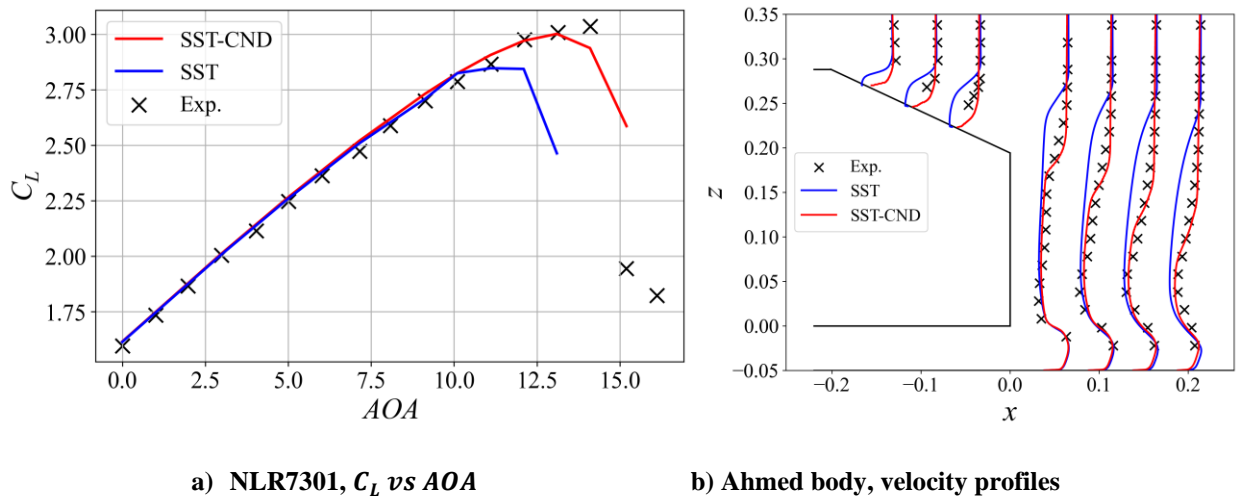 3.00
2.75
2.50
2.25
2.00
1.75
C_L
SST-CND
SST
Exp.
0.0 2.5 5.0 7.5 10.0 12.5 15.0
AOA
0.35
0.30
0.25
0.20
0.15
0.10
0.05
0.00
−0.05
z
Exp.
SST
SST-CND
−0.2 −0.1 0.0 0.1 0.2
x
a) NLR7301, C_L vs AOA
b) Ahmed body, velocity profiles